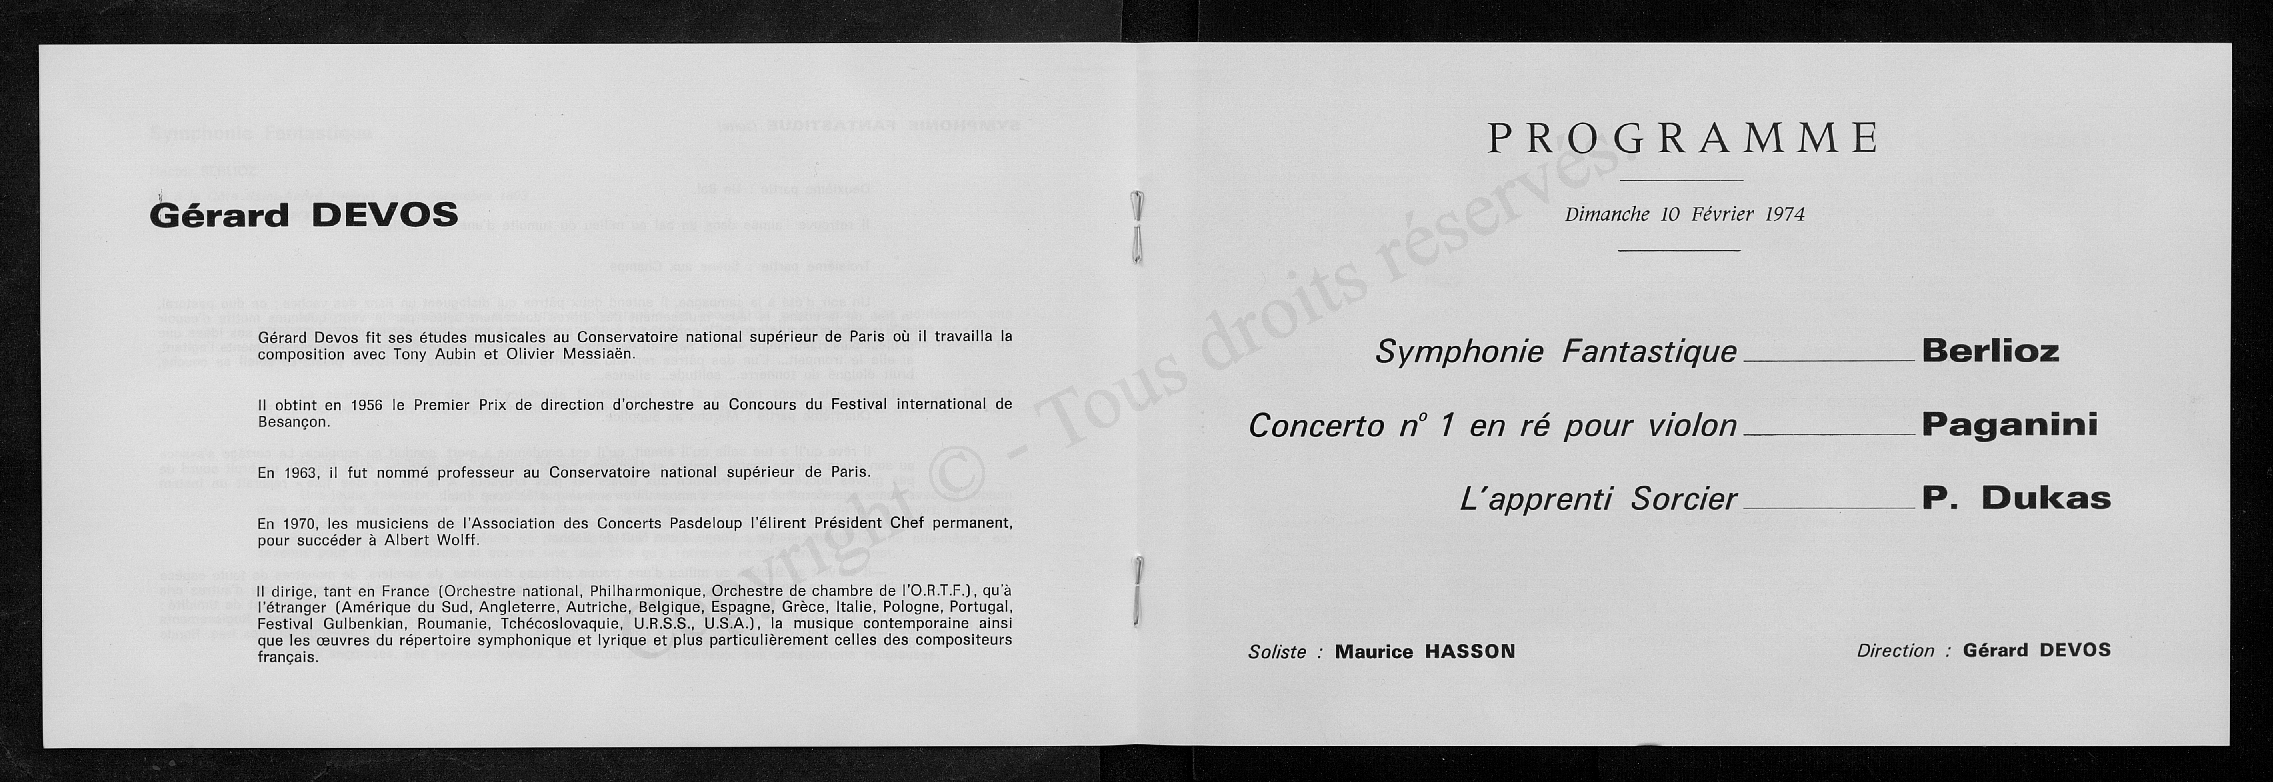 Gérard DEVOS
Gérard Devos fit ses études musicales au Conservatoire national supérieur de Paris où il travailla la
composition avec Tony Aubin et Olivier Messiaën.
Il obtint en 1956 le Premier Prix de direction d'orchestre au Concours du Festival international de
Besançon.
En 1963, il fut nommé professeur au Conservatoire national supérieur de Paris.
En 1970, les musiciens de l'Association des Concerts Pasdeloup l'élirent Président Chef permanent,
pour succéder à Albert Wolff.
Il dirige, tant en France (Orchestre national, Philharmonique, Orchestre de chambre de l'O.R.T.F.), qu'à
l'étranger (Amérique du Sud, Angleterre, Autriche, Belgique, Espagne, Grèce, Italie, Pologne, Portugal,
Festival Gulbenkian, Roumanie, Tchécoslovaquie, U.R.S.S., U.S.A.), la musique contemporaine ainsi
que les œuvres du répertoire symphonique et lyrique et plus particulièrement celles des compositeurs
français.
PROGRAMME
Dimanche 10 Février 1974
Symphonie Fantastique Berlioz
Concerto nº 1 en ré pour violon Paganini
L'apprenti Sorcier P. Dukas
Soliste : Maurice HASSON
Direction : Gérard DEVOS
Copyright © - Tous droits réservés.